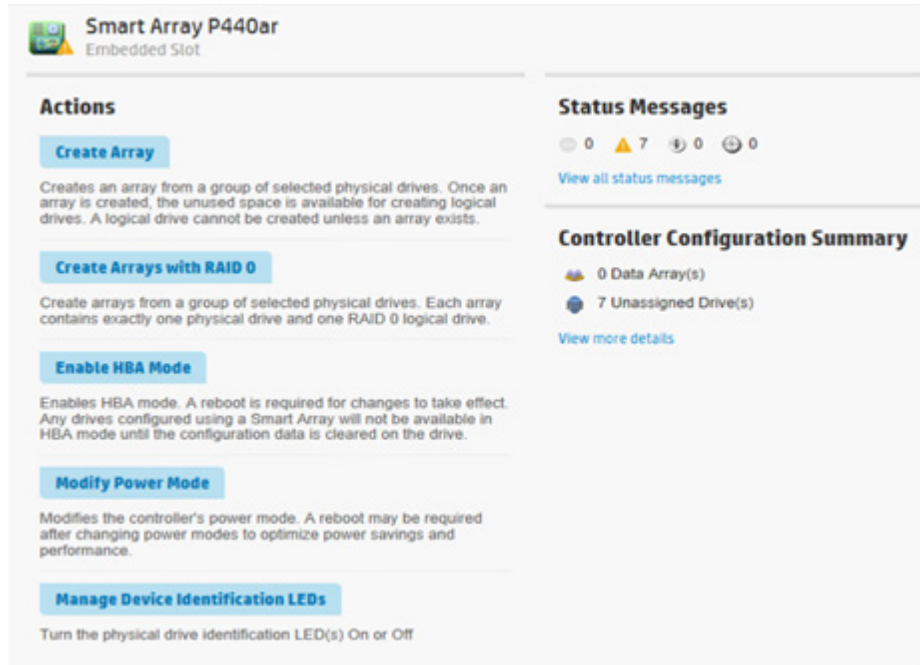 Smart Array P440ar
Embedded Slot
Actions
Create Array
Creates an array from a group of selected physical drives. Once an
array is created, the unused space is available for creating logical
drives. A logical drive cannot be created unless an array exists.
Create Arrays with RAID 0
Create arrays from a group of selected physical drives. Each array
contains exactly one physical drive and one RAID 0 logical drive.
Enable HBA Mode
Enables HBA mode. A reboot is required for changes to take effect.
Any drives configured using a Smart Array will not be available in
HBA mode until the configuration data is cleared on the drive.
Modify Power Mode
Modifies the controller's power mode. A reboot may be required
after changing power modes to optimize power savings and
performance.
Manage Device Identification LEDs
Turn the physical drive identification LED(s) On or Off
Status Messages
0 7 0 0
View all status messages
Controller Configuration Summary
0 Data Array(s)
7 Unassigned Drive(s)
View more details